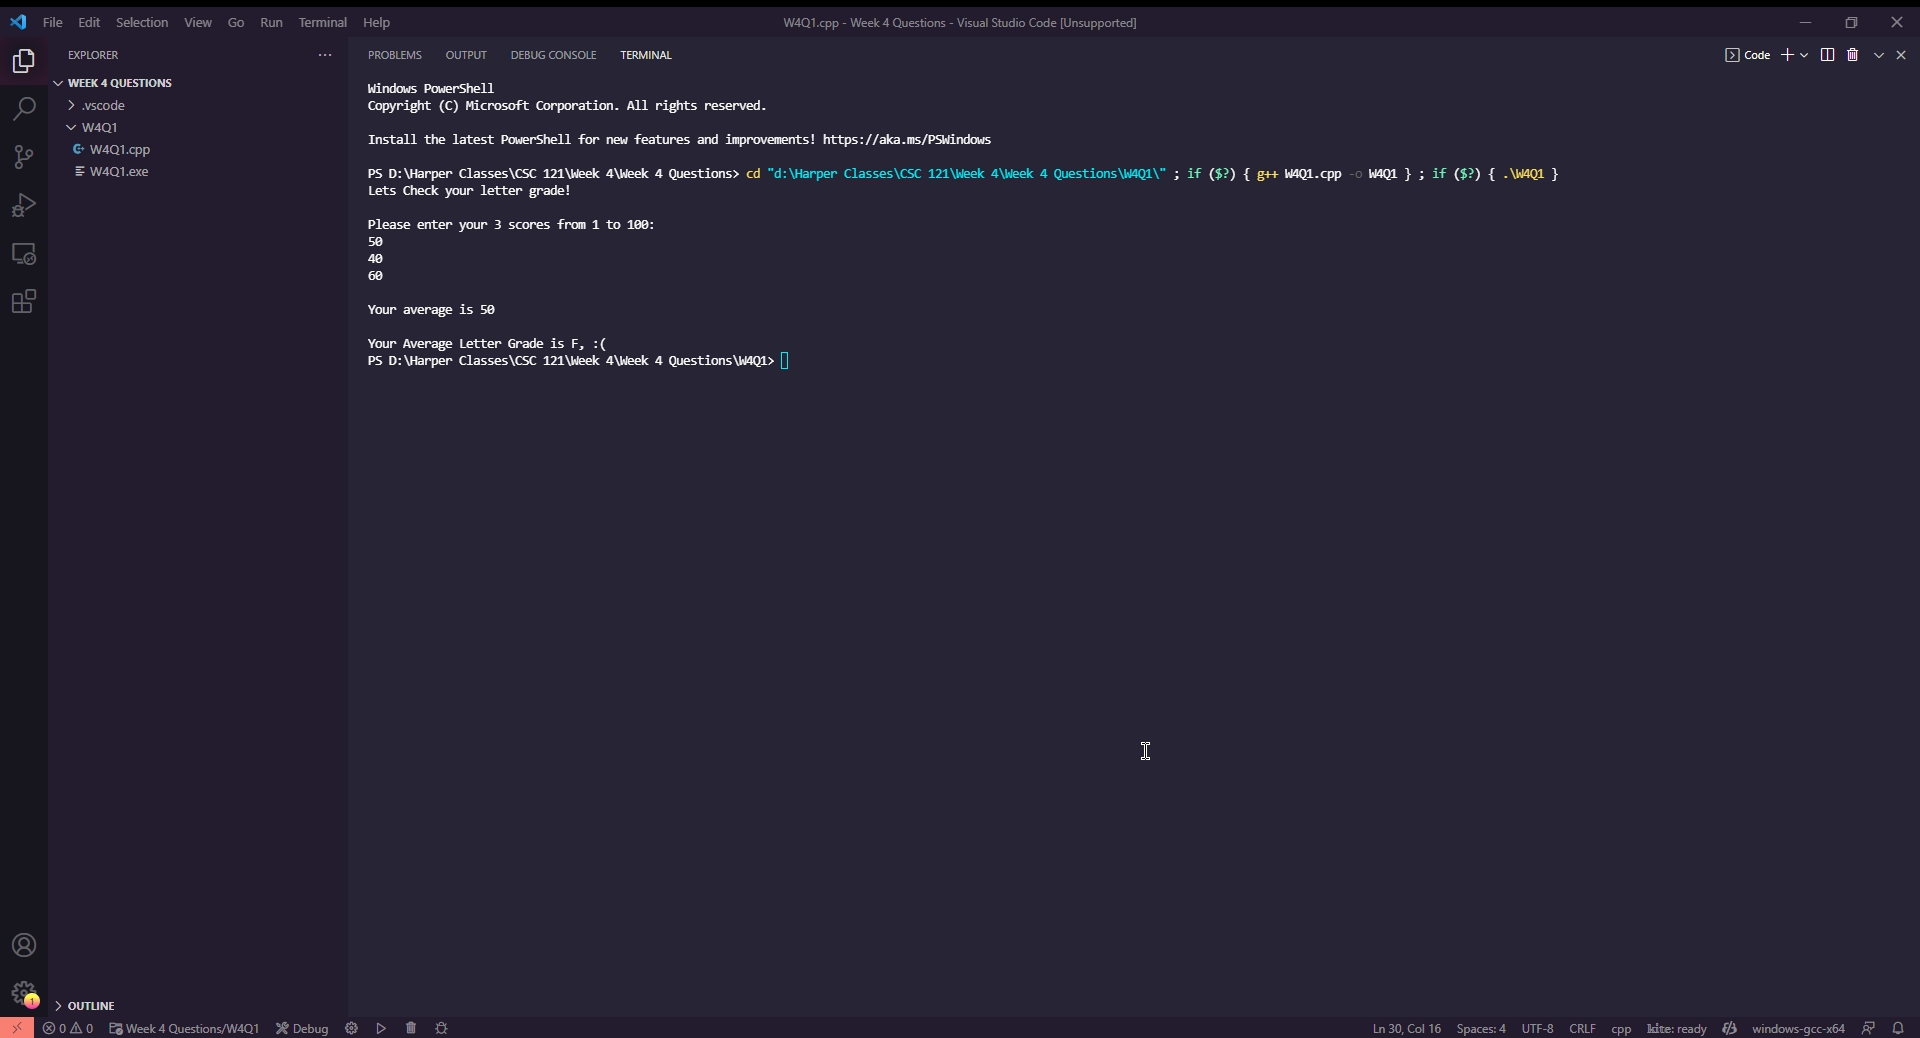 File Edit Selection View Go Run Terminal Help
W4Q1.cpp - Week 4 Questions - Visual Studio Code [Unsupported]
EXPLORER
WEEK 4 QUESTIONS
.vscode
W4Q1
W4Q1.cpp
W4Q1.exe
OUTLINE
PROBLEMS OUTPUT DEBUG CONSOLE TERMINAL
Code
Windows PowerShell
Copyright (C) Microsoft Corporation. All rights reserved.
Install the latest PowerShell for new features and improvements! https://aka.ms/PSWindows
PS D:\Harper Classes\CSC 121\Week 4\Week 4 Questions> cd "d:\Harper Classes\CSC 121\Week 4\Week 4 Questions\W4Q1\" ; if ($?) { g++ W4Q1.cpp -o W4Q1 } ; if ($?) { .\W4Q1 }
Lets Check your letter grade!
Please enter your 3 scores from 1 to 100:
50
40
60
Your average is 50
Your Average Letter Grade is F, :(
PS D:\Harper Classes\CSC 121\Week 4\Week 4 Questions\W4Q1>
1
0 0 Week 4 Questions/W4Q1 Debug
Ln 30, Col 16 Spaces: 4 UTF-8 CRLF cpp kite: ready windows-gcc-x64